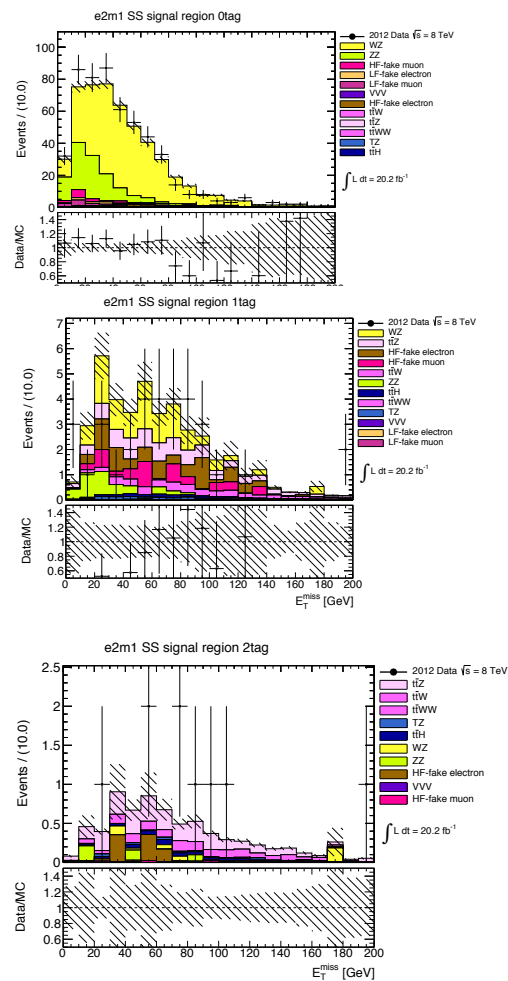 e2m1 SS signal region 0tag
Events / (10.0)
100
80
60
40
20
0
2012 Data √s = 8 TeV
WZ
ZZ
HF-fake muon
LF-fake electron
LF-fake muon
VVV
HF-fake electron
tt̄W
tt̄Z
tt̄WW
TZ
tt̄H
∫ L dt = 20.2 fb⁻¹
Data/MC
1.4
1.2
1
0.8
0.6
e2m1 SS signal region 1tag
Events / (10.0)
7
6
5
4
3
2
1
0
2012 Data √s = 8 TeV
WZ
tt̄Z
HF-fake electron
HF-fake muon
tt̄W
ZZ
tt̄H
tt̄WW
TZ
VVV
LF-fake electron
LF-fake muon
∫ L dt = 20.2 fb⁻¹
Data/MC
1.4
1.2
1
0.8
0.6
0 20 40 60 80 100 120 140 160 180 200
E_T^miss [GeV]
e2m1 SS signal region 2tag
Events / (10.0)
2.5
2
1.5
1
0.5
0
2012 Data √s = 8 TeV
tt̄Z
tt̄W
tt̄WW
TZ
tt̄H
WZ
ZZ
HF-fake electron
VVV
HF-fake muon
∫ L dt = 20.2 fb⁻¹
Data/MC
1.4
1.2
1
0.8
0.6
0 20 40 60 80 100 120 140 160 180 200
E_T^miss [GeV]